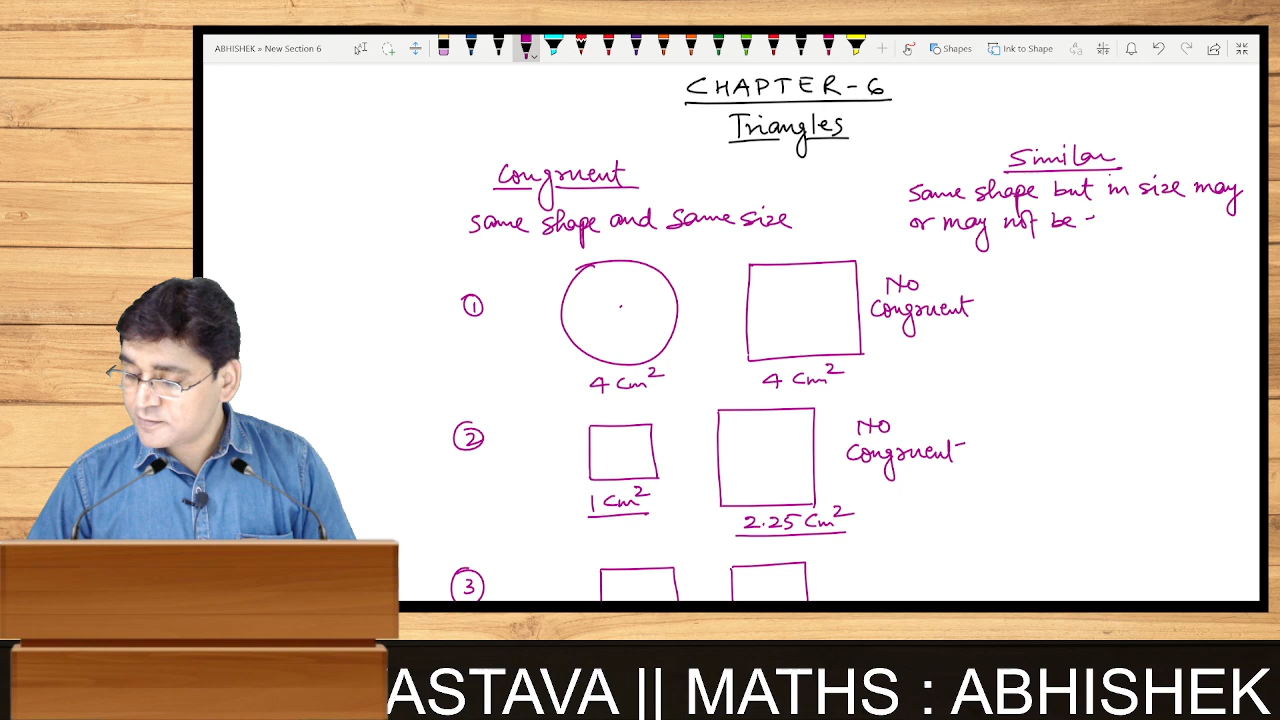 ABHISHEK » New Section 6
Shapes
Ink to Shape
CHAPTER-6
Triangles
Congruent
same shape and same size
Similar
same shape but in size may
or may not be -
①
4 cm²
4 cm²
No
Congruent
②
1 cm²
2.25 cm²
No
Congruent
③
ASTAVA || MATHS : ABHISHEK